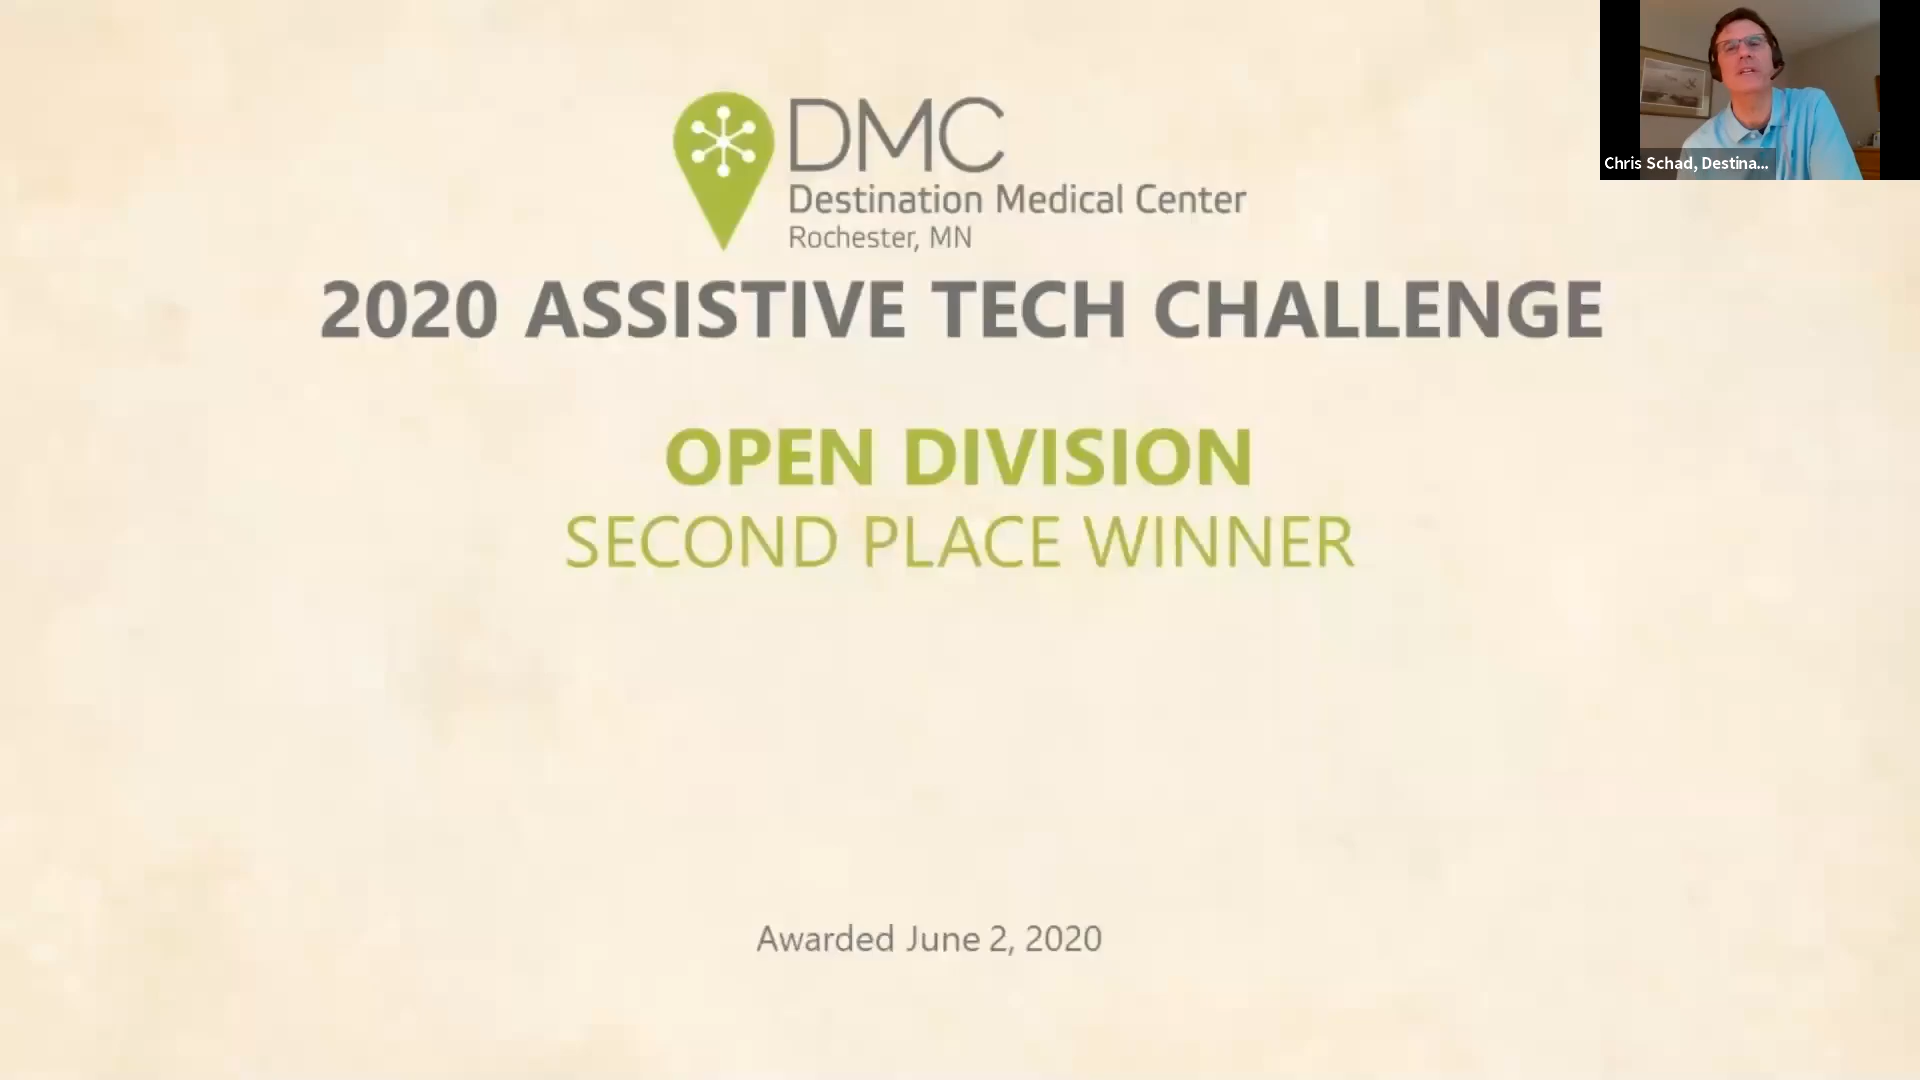 DMC
Destination Medical Center
Rochester, MN
2020 ASSISTIVE TECH CHALLENGE
OPEN DIVISION
SECOND PLACE WINNER
Awarded June 2, 2020
Chris Schad, Destina...